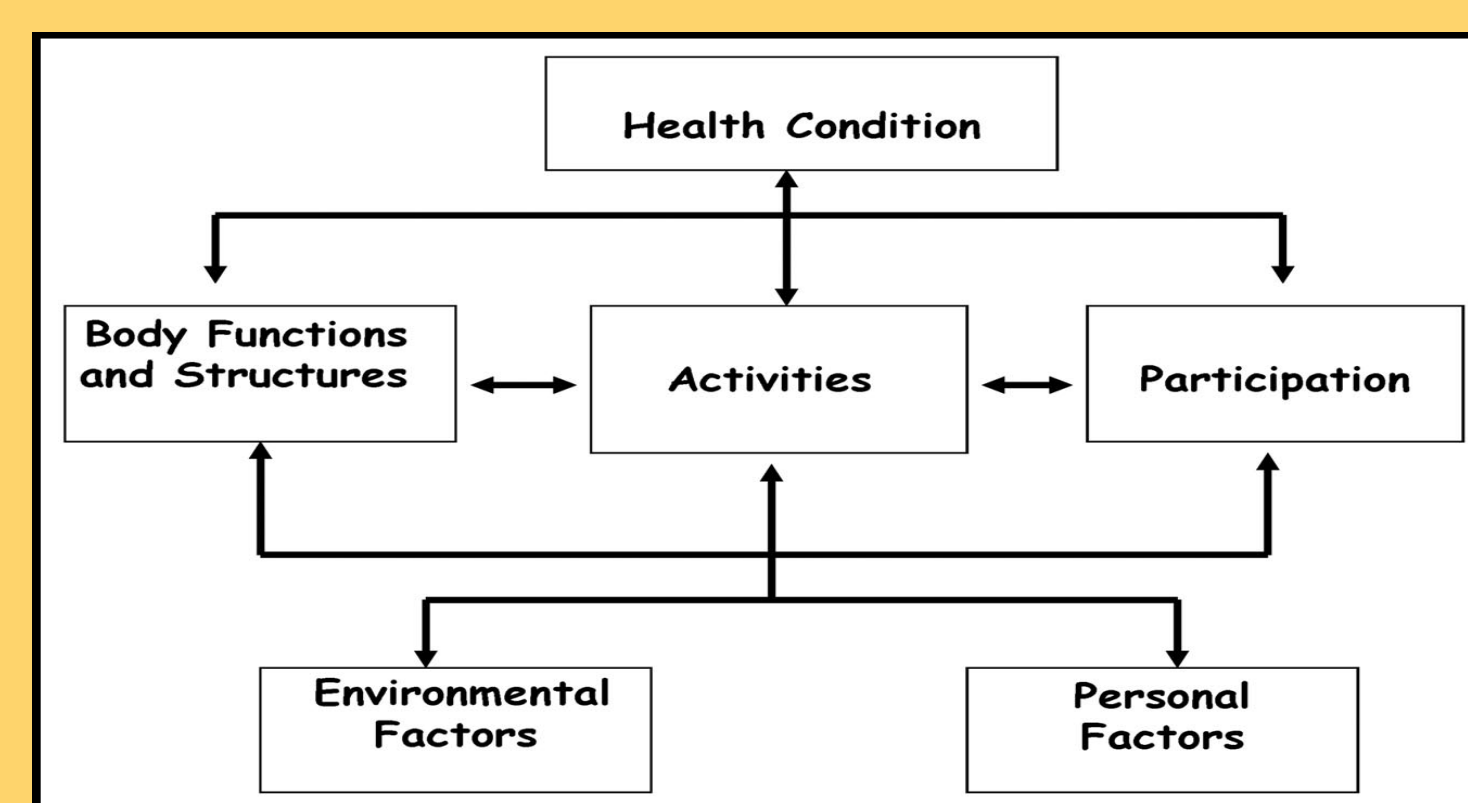 Health Condition
Body Functions
and Structures
Activities
Participation
Environmental
Factors
Personal
Factors